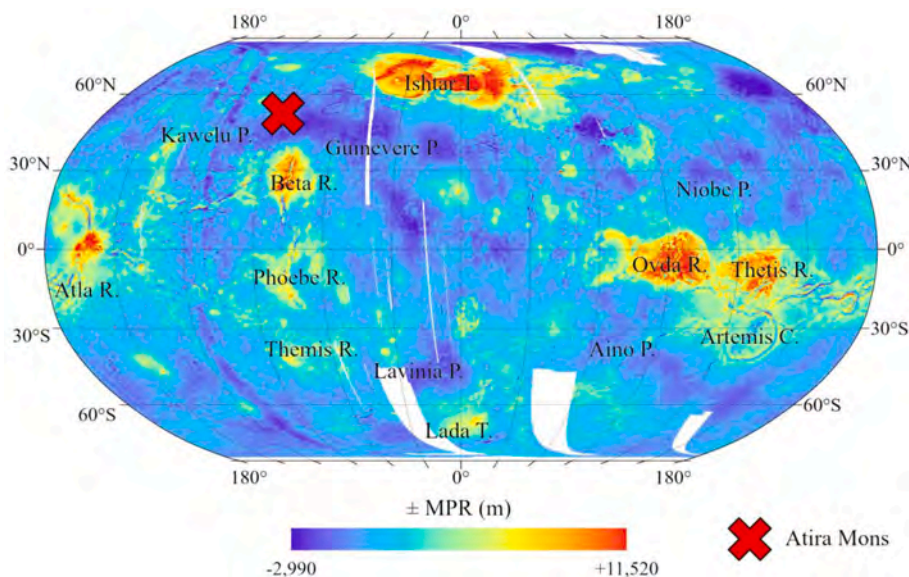 180° 0° 180°
60°N 60°N
Ishtar T.
Kawelu P. Guinevere P.
30°N 30°N
Beta R. Niobe P.
0° 0°
Ovda R. Thetis R.
Phoebe R.
Atla R.
30°S 30°S
Artemis C.
Themis R. Aino P.
Lavinia P.
60°S 60°S
Lada T.
180° 0° 180°
± MPR (m)
-2,990 +11,520
Atira Mons